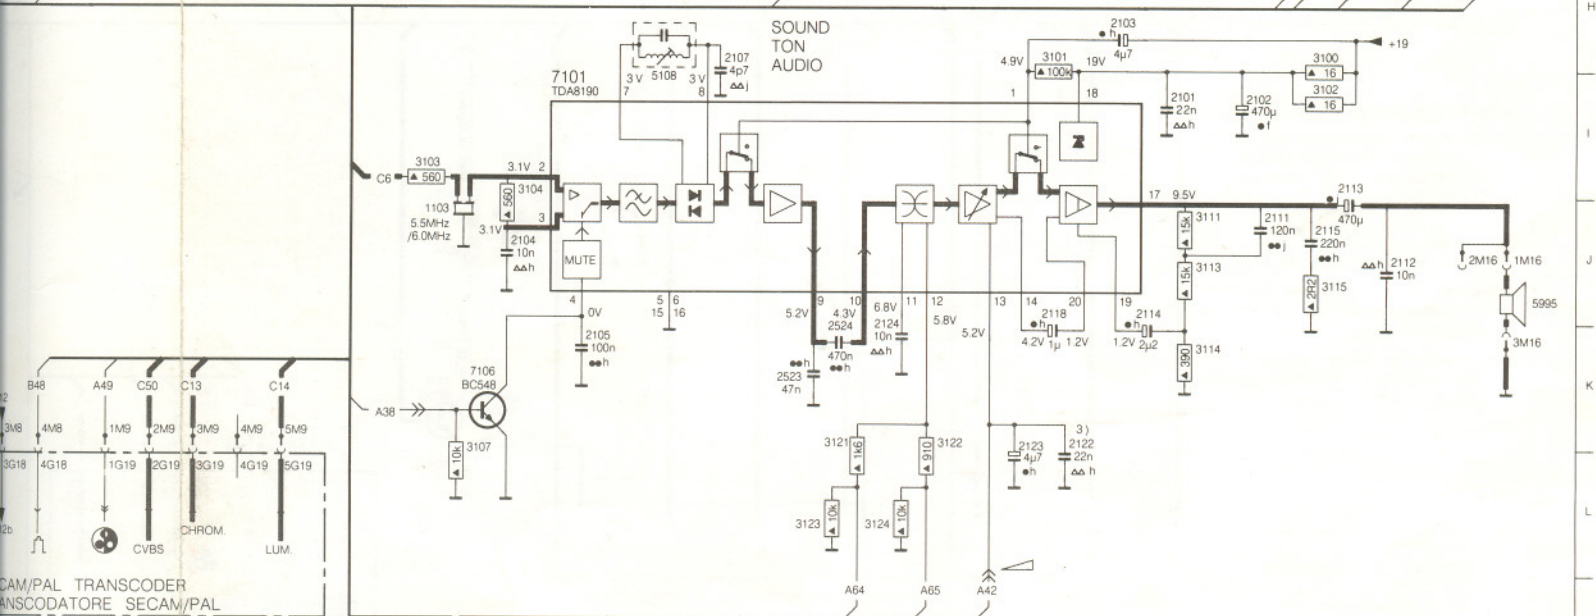 H
I
J
K
L
SOUND
TON
AUDIO
7101
TDA8190
5108
3V
7
3V
8
2107
4p7
△△j
2103
●h
4µ7
+19
4.9V
3101
▲100k
19V
1
18
3100
▲ 16
3102
▲ 16
2101
22n
△△h
2102
470µ
●f
C6
3103
▲ 560
1103
5.5MHz
/6.0MHz
3.1V 2
▲ 560
3104
3.1V
3
2104
10n
△△h
MUTE
4
0V
5
15
6
16
2105
100n
●●h
7106
BC548
A38
3107
▲ 10k
5.2V
9
10
4.3V
2524
470n
●●h
●●h
2523
47n
6.8V
11
12
5.8V
2124
10n
△△h
5.2V
13
14
20
19
2118
●h
4.2V 1µ 1.2V
2114
●h
1.2V 2µ2
17 9.5V
3111
15k
3113
15k
3114
390
2111
120n
●●j
2115
220n
●●h
3115
2R2
2113
470µ
△△h
2112
10n
2M16
1M16
5995
3M16
3121
▲ 1k6
3122
▲ 910
3123
▲ 10k
3124
▲ 10k
2123
4µ7
●h
3)
2122
22n
△△ h
A64
A65
A42
B48
A49
C50
C13
C14
3M8
4M8
1M9
2M9
3M9
4M9
5M9
3G18
4G18
1G19
2G19
3G19
4G19
5G19
CVBS
CHROM.
LUM.
CAM/PAL TRANSCODER
ANSCODATORE SECAM/PAL